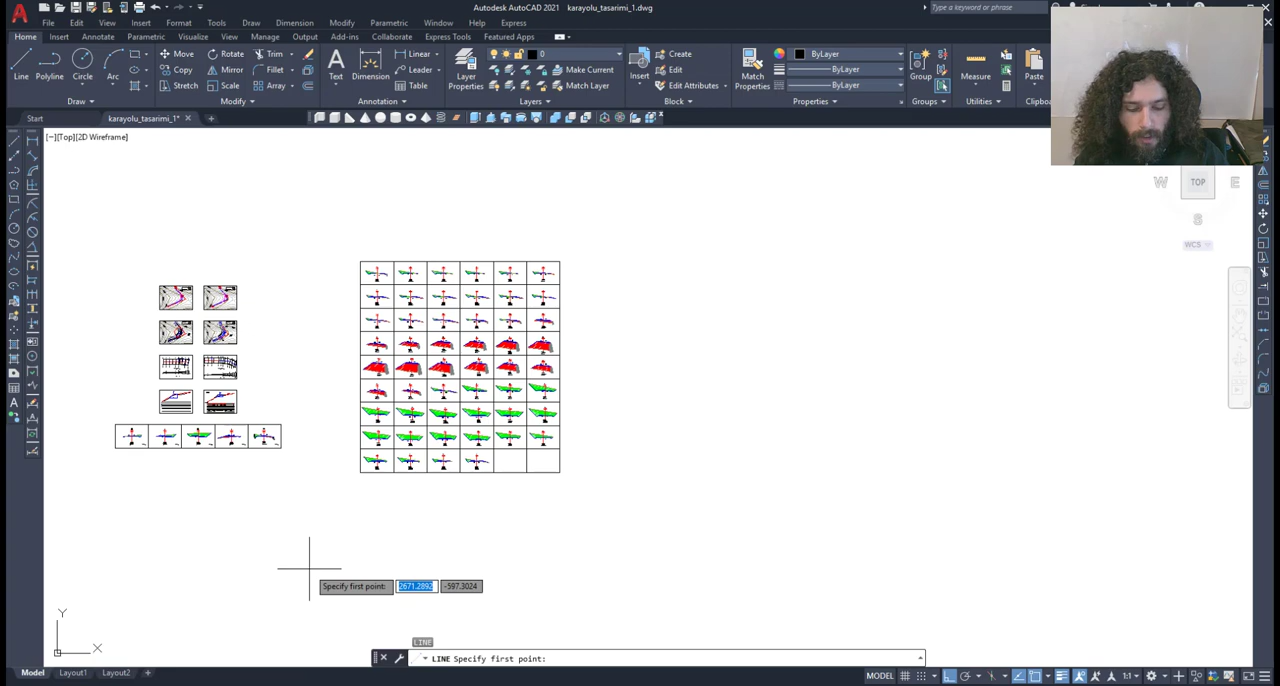 Autodesk AutoCAD 2021 karayolu_tasarimi_1.dwg
Type a keyword or phrase
File Edit View Insert Format Tools Draw Dimension Modify Parametric Window Help Express
Home Insert Annotate Parametric Visualize View Manage Output Add-ins Collaborate Express Tools Featured Apps
Line Polyline Circle Arc
Move Rotate Trim
Copy Mirror Fillet
Stretch Scale Array
Text Dimension
Linear
Leader
Table
Layer Properties
0
Make Current
Match Layer
Insert
Create
Edit
Edit Attributes
Match Properties
ByLayer
ByLayer
ByLayer
Group
Measure
Paste
Draw Modify Annotation Layers Block Properties Groups Utilities Clipb
Start karayolu_tasarimi_1*
[−][Top][2D Wireframe]
W TOP E
S
WCS
Specify first point: 2671.2892 -597.3024
Y
X
LINE
LINE Specify first point:
Model Layout1 Layout2
MODEL 1:1